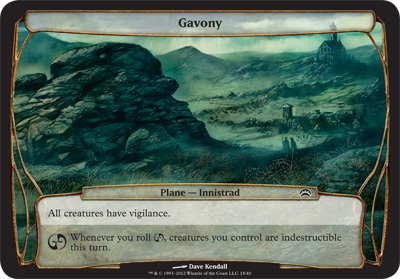 Gavony
Plane — Innistrad
All creatures have vigilance.
Whenever you roll , creatures you control are indestructible
this turn.
Dave Kendall
™ & © 1993–2012 Wizards of the Coast LLC 15/81